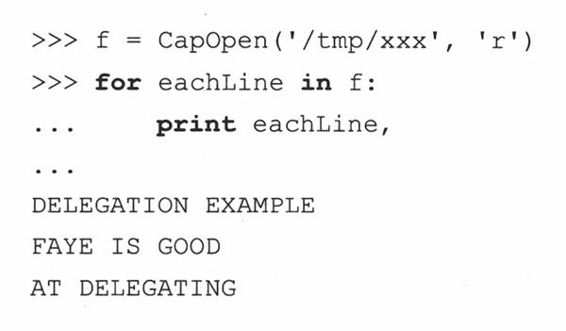 >>> f = CapOpen('/tmp/xxx', 'r')
>>> for eachLine in f:
...     print eachLine,
...
DELEGATION EXAMPLE
FAYE IS GOOD
AT DELEGATING